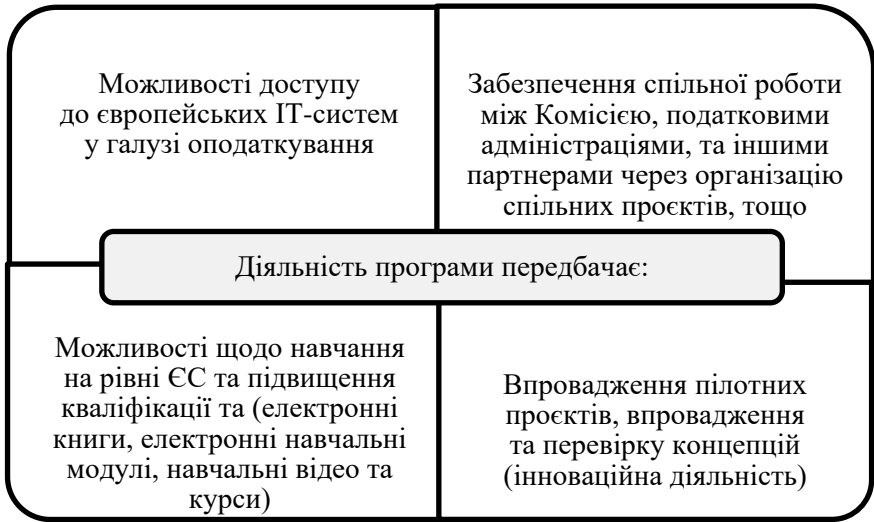 Можливості доступу
до європейських ІТ-систем
у галузі оподаткування
Забезпечення спільної роботи
між Комісією, податковими
адміністраціями, та іншими
партнерами через організацію
спільних проєктів, тощо
Діяльність програми передбачає:
Можливості щодо навчання
на рівні ЄС та підвищення
кваліфікації та (електронні
книги, електронні навчальні
модулі, навчальні відео та
курси)
Впровадження пілотних
проєктів, впровадження
та перевірку концепцій
(інноваційна діяльність)